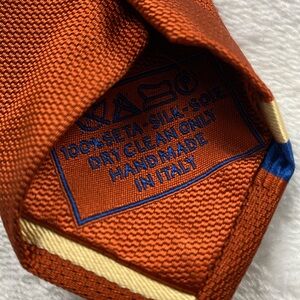 100% SETA-SILK-SOIE
DRY CLEAN ONLY
HAND MADE
IN ITALY